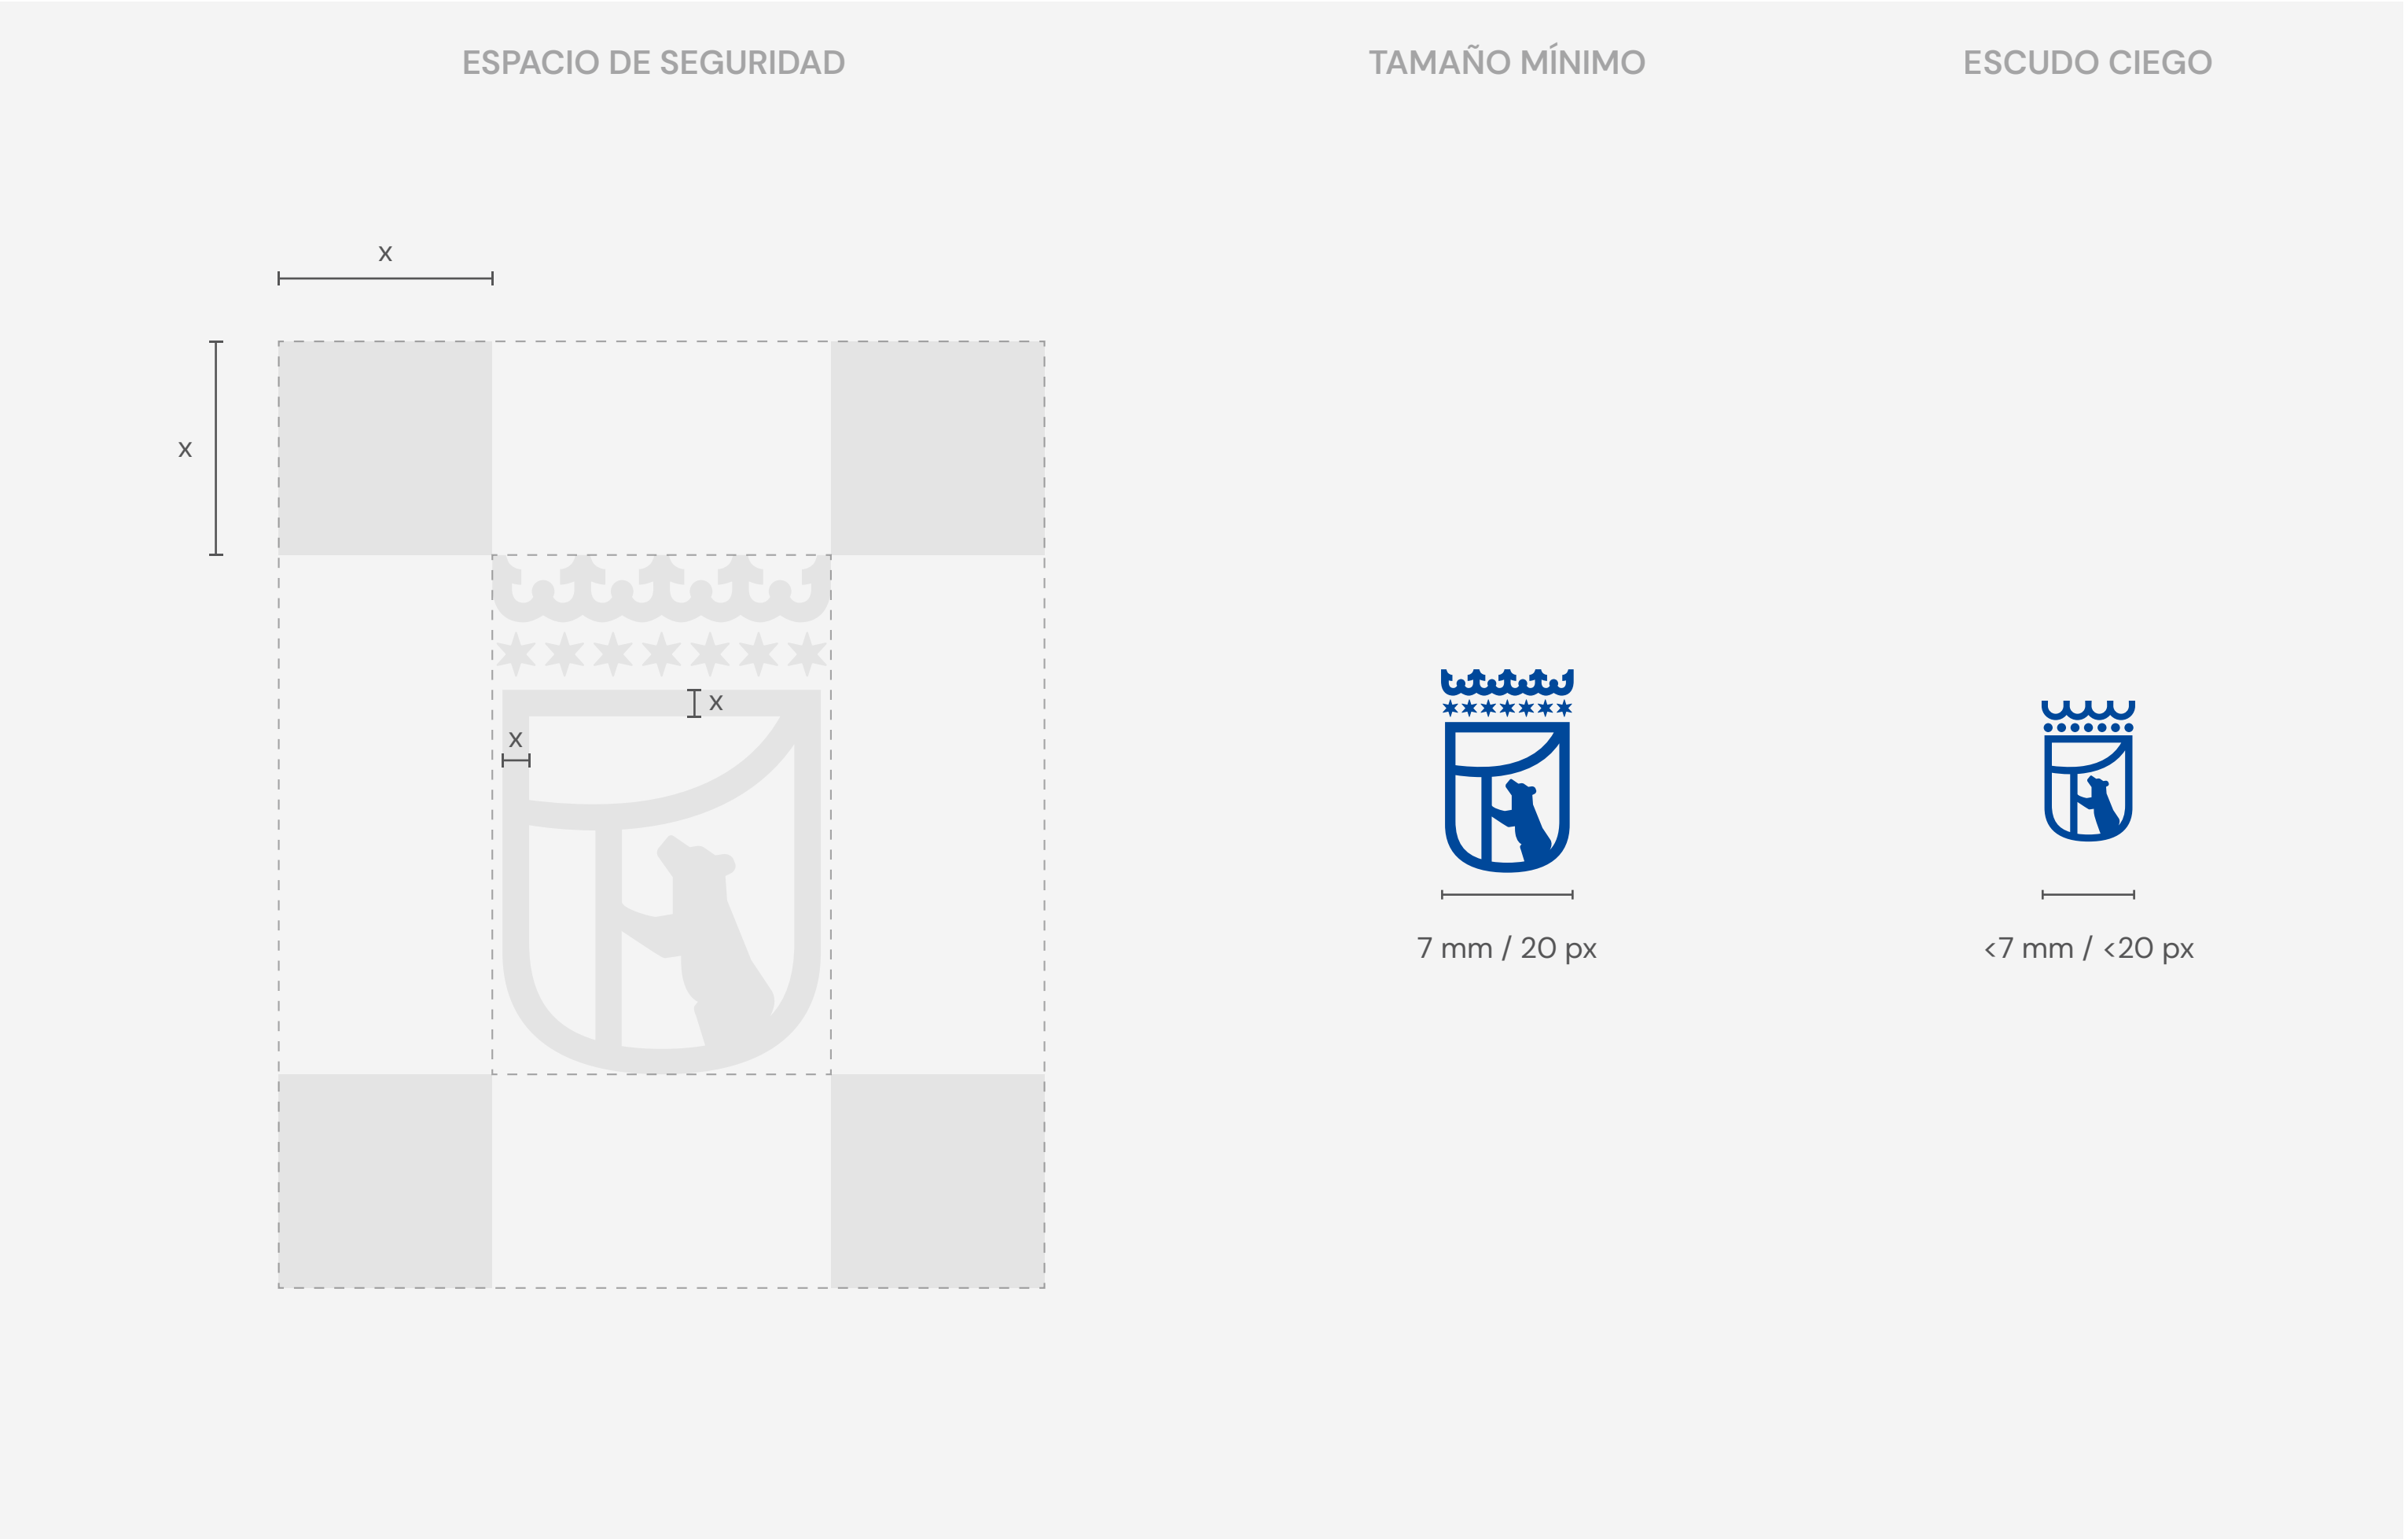 ESPACIO DE SEGURIDAD
TAMAÑO MÍNIMO
ESCUDO CIEGO
x
x
x
x
7 mm / 20 px
<7 mm / <20 px